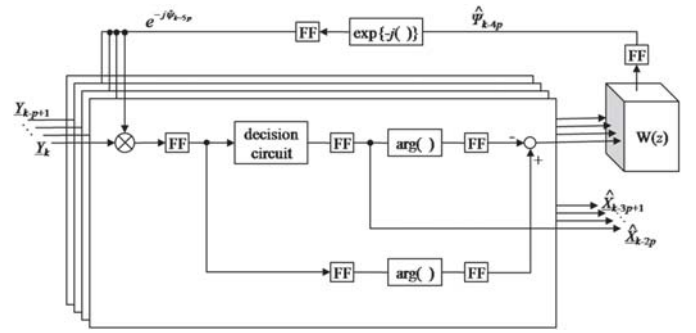 e^{-jΨ̂_{k-5p}}
FF
exp{-j( )}
Ψ̂_{k-4p}
FF
Y_{k-p+1}
Y_k
FF
decision
circuit
FF
arg( )
FF
-
+
W(z)
X̂_{k-3p+1}
X̂_{k-2p}
FF
arg( )
FF